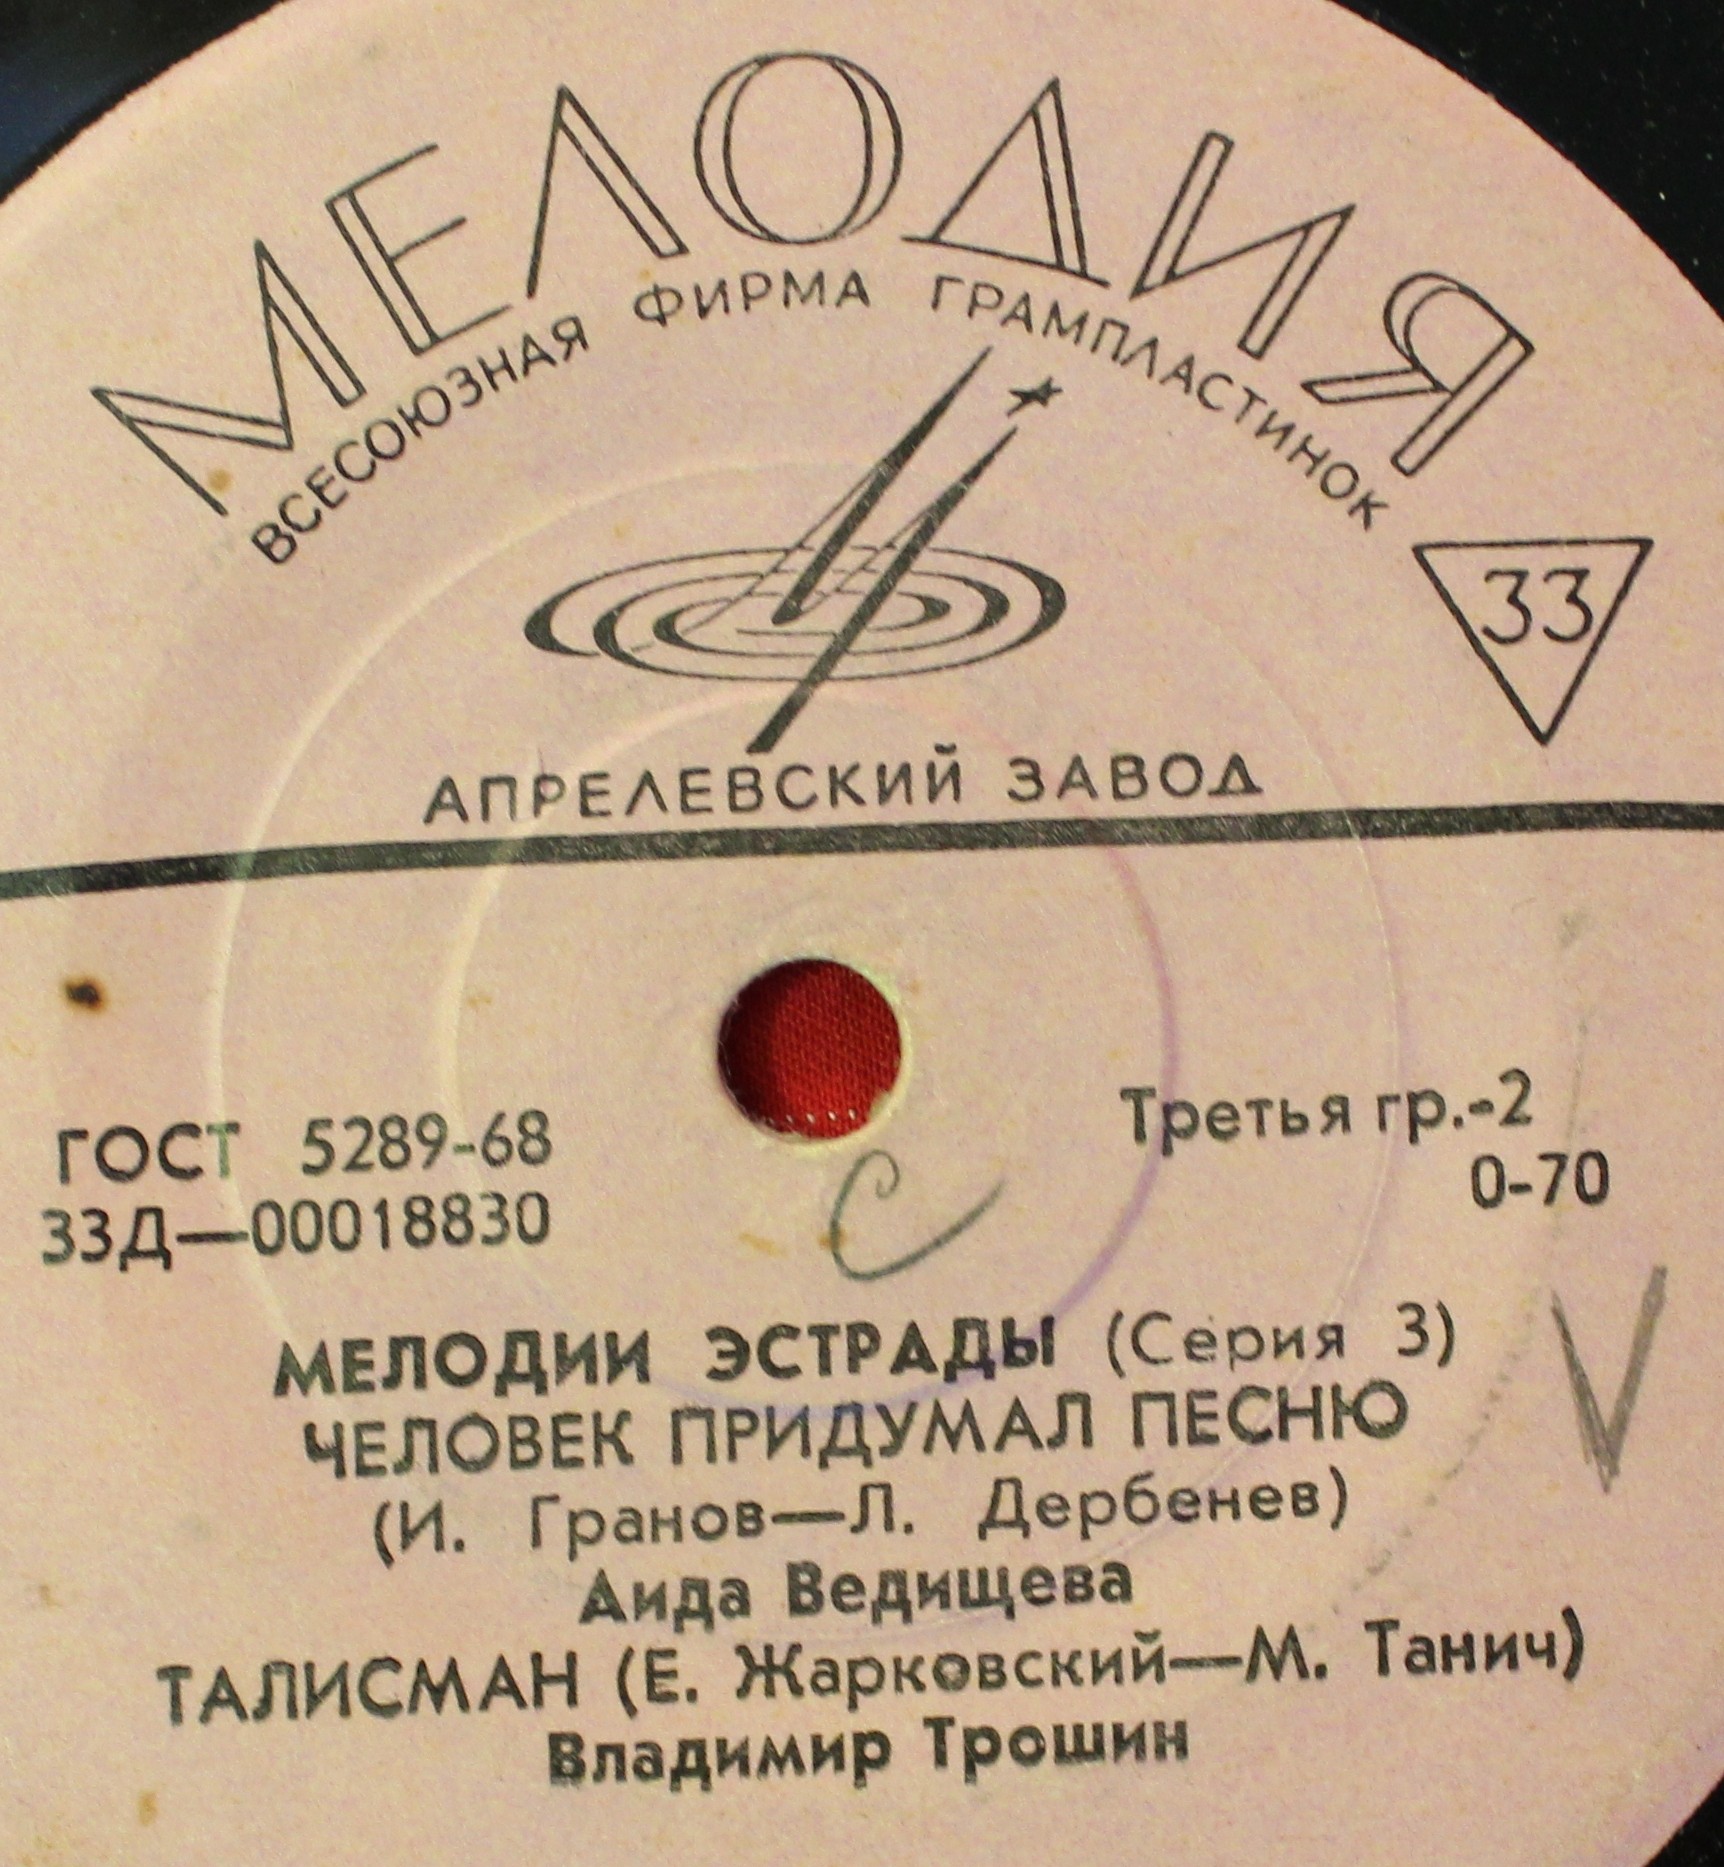 МЕЛОДИЯ
ВСЕСОЮЗНАЯ ФИРМА ГРАМПЛАСТИНОК
33
АПРЕЛЕВСКИЙ ЗАВОД
ГОСТ 5289-68
Третья гр.-2
33Д—00018830
0-70
С
V
МЕЛОДИИ ЭСТРАДЫ (Серия 3)
ЧЕЛОВЕК ПРИДУМАЛ ПЕСНЮ
(И. Гранов—Л. Дербенев)
Аида Ведищева
ТАЛИСМАН (Е. Жарковский—М. Танич)
Владимир Трошин